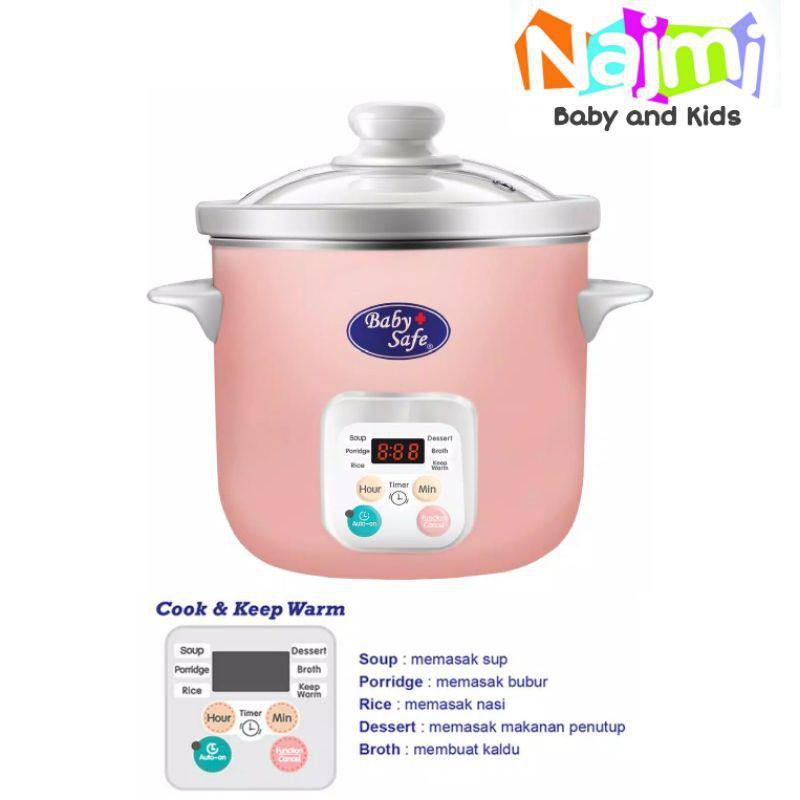 Najmi
Baby and Kids
Baby Safe
Soup
Dessert
8:88
Porridge
Broth
Rice
Keep Warm
Hour
Timer
Min
Auto-on
Function Cancel
Cook & Keep Warm
Soup
Dessert
Porridge
Broth
Rice
Keep Warm
Hour
Timer
Min
Auto-on
Function Cancel
Soup : memasak sup
Porridge : memasak bubur
Rice : memasak nasi
Dessert : memasak makanan penutup
Broth : membuat kaldu